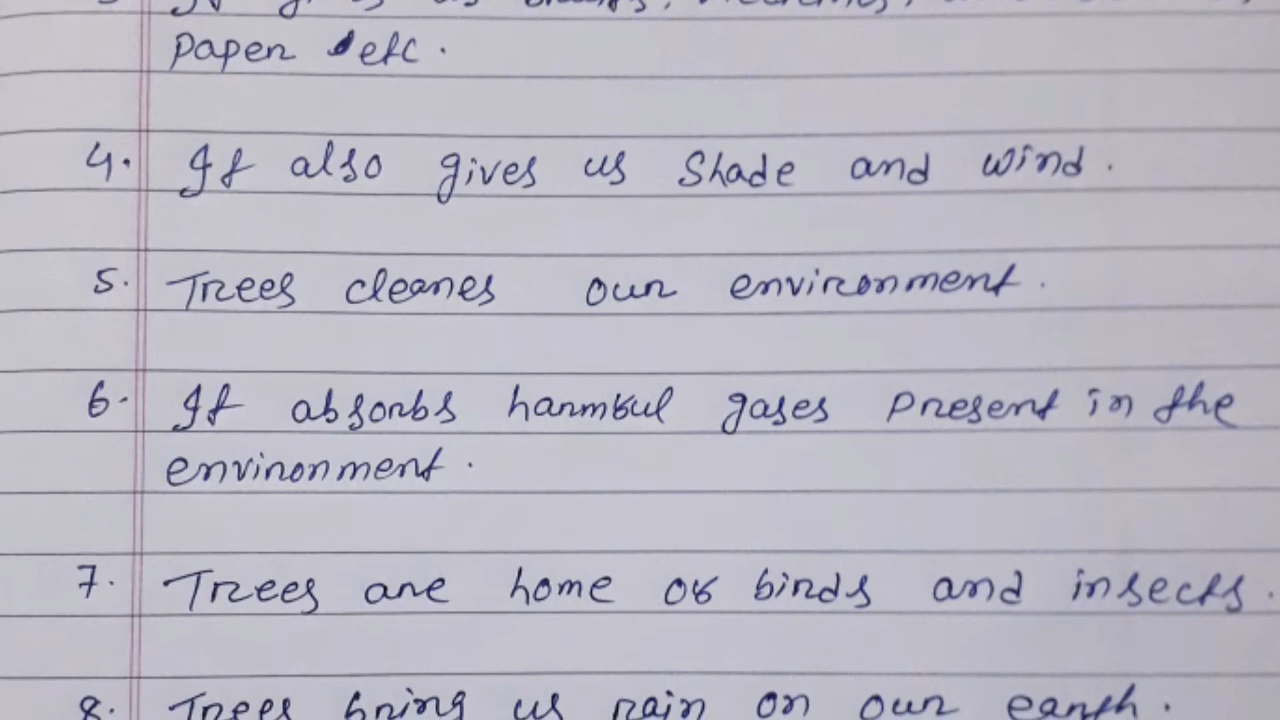 paper etc.
4. It also gives us Shade and wind.
5. Trees cleanes our environment.
6. It absorbs harmful gases present in the
environment.
7. Trees are home of birds and insects.
8. Trees bring us rain on our earth.